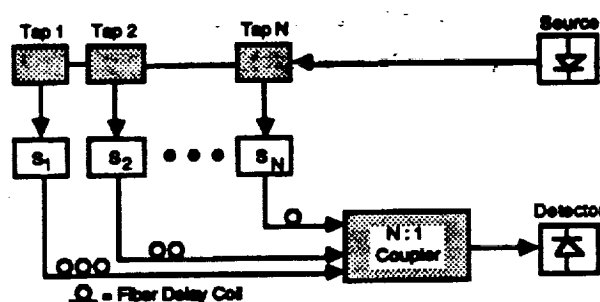 Tap 1 Tap 2 Tap N Source
S1 S2 SN
N : 1
Coupler
Detector
= Fiber Delay Coil